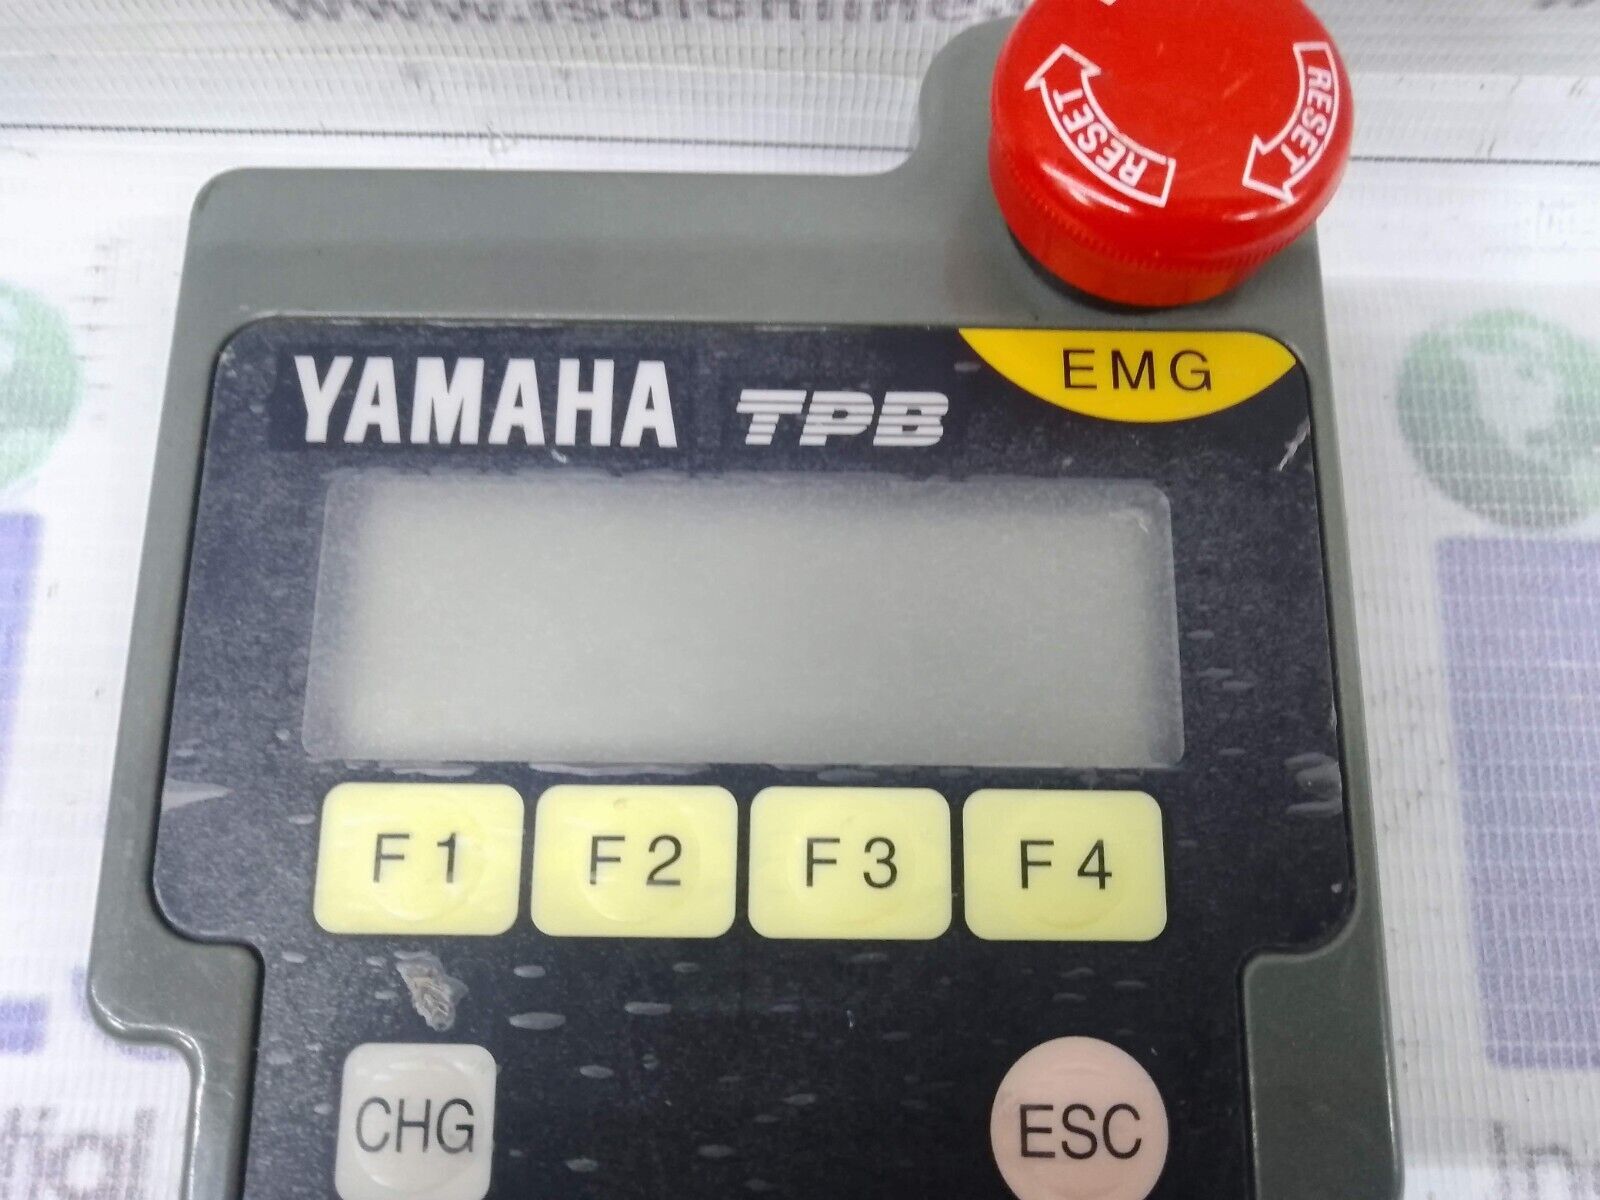 RESET RESET
YAMAHA TPB EMG
F1 F2 F3 F4
CHG ESC